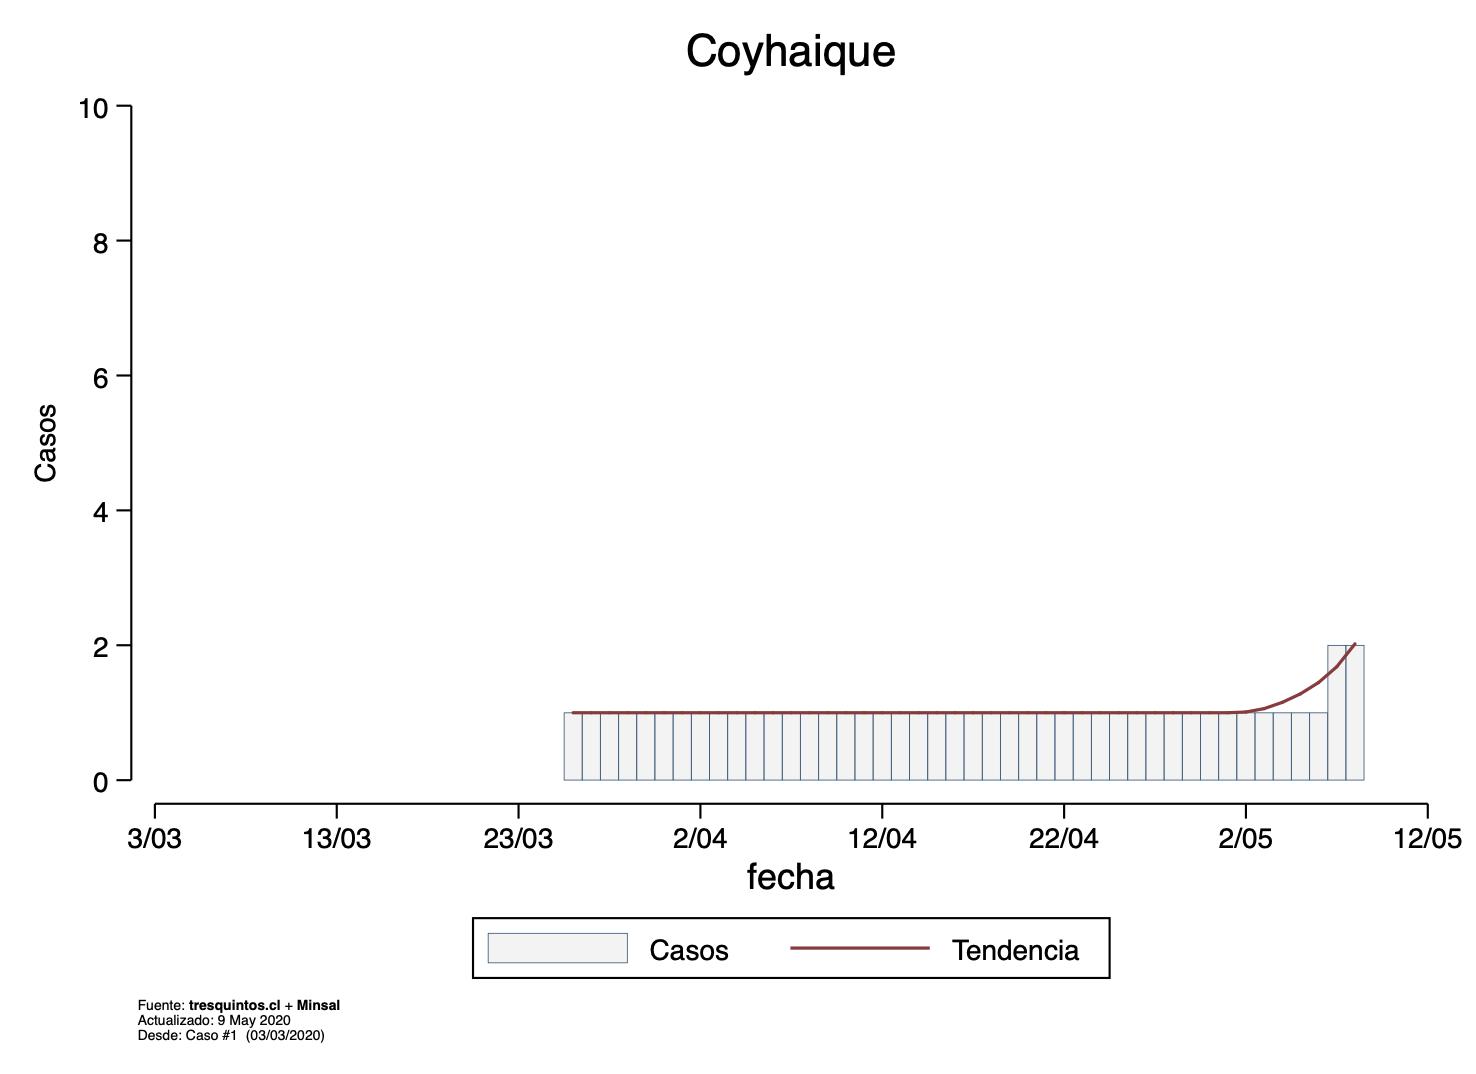 Coyhaique
10
8
6
4
2
0
Casos
3/03 13/03 23/03 2/04 12/04 22/04 2/05 12/05
fecha
Casos Tendencia
Fuente: tresquintos.cl + Minsal
Actualizado: 9 May 2020
Desde: Caso #1 (03/03/2020)